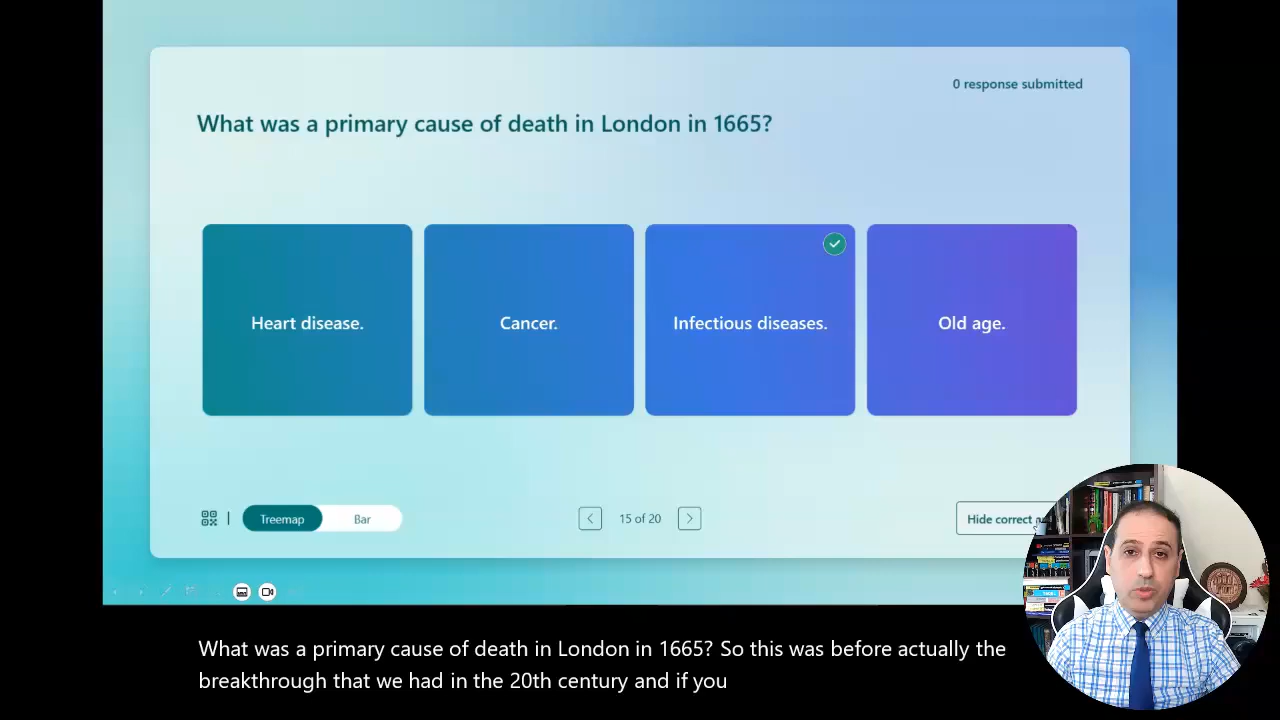 0 response submitted
What was a primary cause of death in London in 1665?
Heart disease.
Cancer.
Infectious diseases.
Old age.
Treemap
Bar
15 of 20
Hide correct
What was a primary cause of death in London in 1665? So this was before actually the
breakthrough that we had in the 20th century and if you